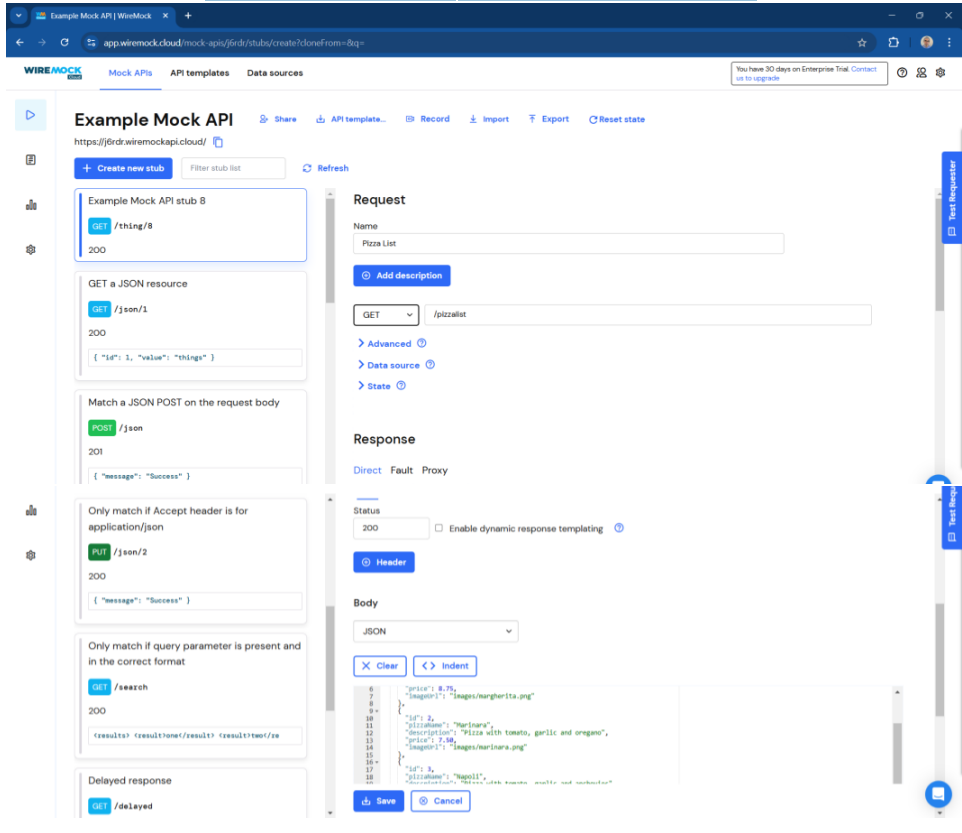 Example Mock API | WireMock
app.wiremock.cloud/mock-apis/j6rdr/stubs/create?cloneFrom=&q=
WIREMOCK
Cloud
Mock APIs
API templates
Data sources
You have 30 days on Enterprise Trial. Contact
us to upgrade
Example Mock API
Share
API template...
Record
Import
Export
Reset state
https://j6rdr.wiremockapi.cloud/
+ Create new stub
Filter stub list
Refresh
Test Requester
Example Mock API stub 8
GET /thing/8
200
GET a JSON resource
GET /json/1
200
{ "id": 1, "value": "things" }
Match a JSON POST on the request body
POST /json
201
{ "message": "Success" }
Request
Name
Pizza List
Add description
GET
/pizzalist
Advanced
Data source
State
Response
Direct Fault Proxy
Only match if Accept header is for
application/json
PUT /json/2
200
{ "message": "Success" }
Only match if query parameter is present and
in the correct format
GET /search
200
<results> <result>one</result> <result>two</re
Delayed response
GET /delayed
Status
200
Enable dynamic response templating
Header
Body
JSON
Clear
Indent
6 "price": 8.75,
7 "imageUrl": "images/margherita.png"
8 },
9 {
10 "id": 2,
11 "pizzaName": "Marinara",
12 "description": "Pizza with tomato, garlic and oregano",
13 "price": 7.50,
14 "imageUrl": "images/marinara.png"
15 },
16 {
17 "id": 3,
18 "pizzaName": "Napoli",
"description": "Pizza with tomato, garlic and anchovies",
Save
Cancel
Test Requ